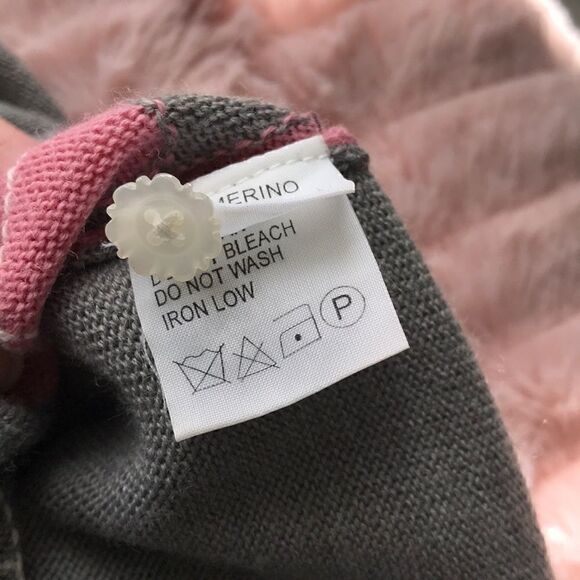 MERINO
BLEACH
DO NOT WASH
IRON LOW
P